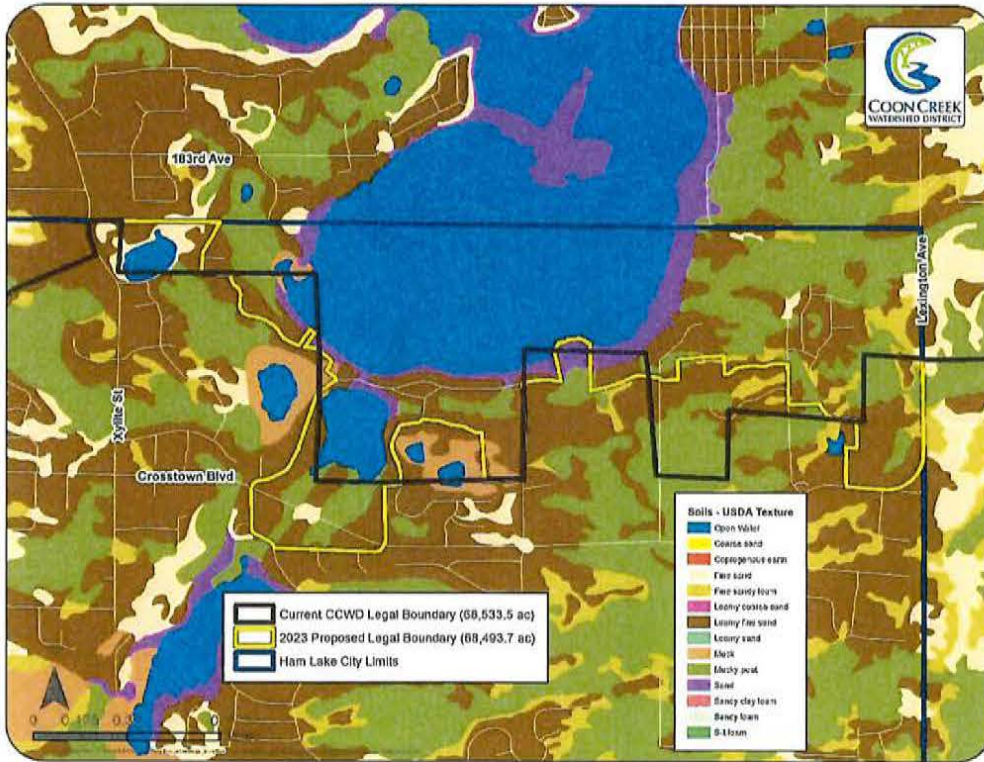 COON CREEK
WATERSHED DISTRICT
183rd Ave
Lexington Ave
Xylite St
Crosstown Blvd
Soils - USDA Texture
Open Water
Coarse sand
Coprogenous earth
Fine sand
Fine sandy loam
Loamy coarse sand
Loamy fine sand
Loamy sand
Muck
Mucky peat
Sand
Sandy clay loam
Sandy loam
Current CCWD Legal Boundary (68,533.5 ac)
2023 Proposed Legal Boundary (68,493.7 ac)
Ham Lake City Limits
0